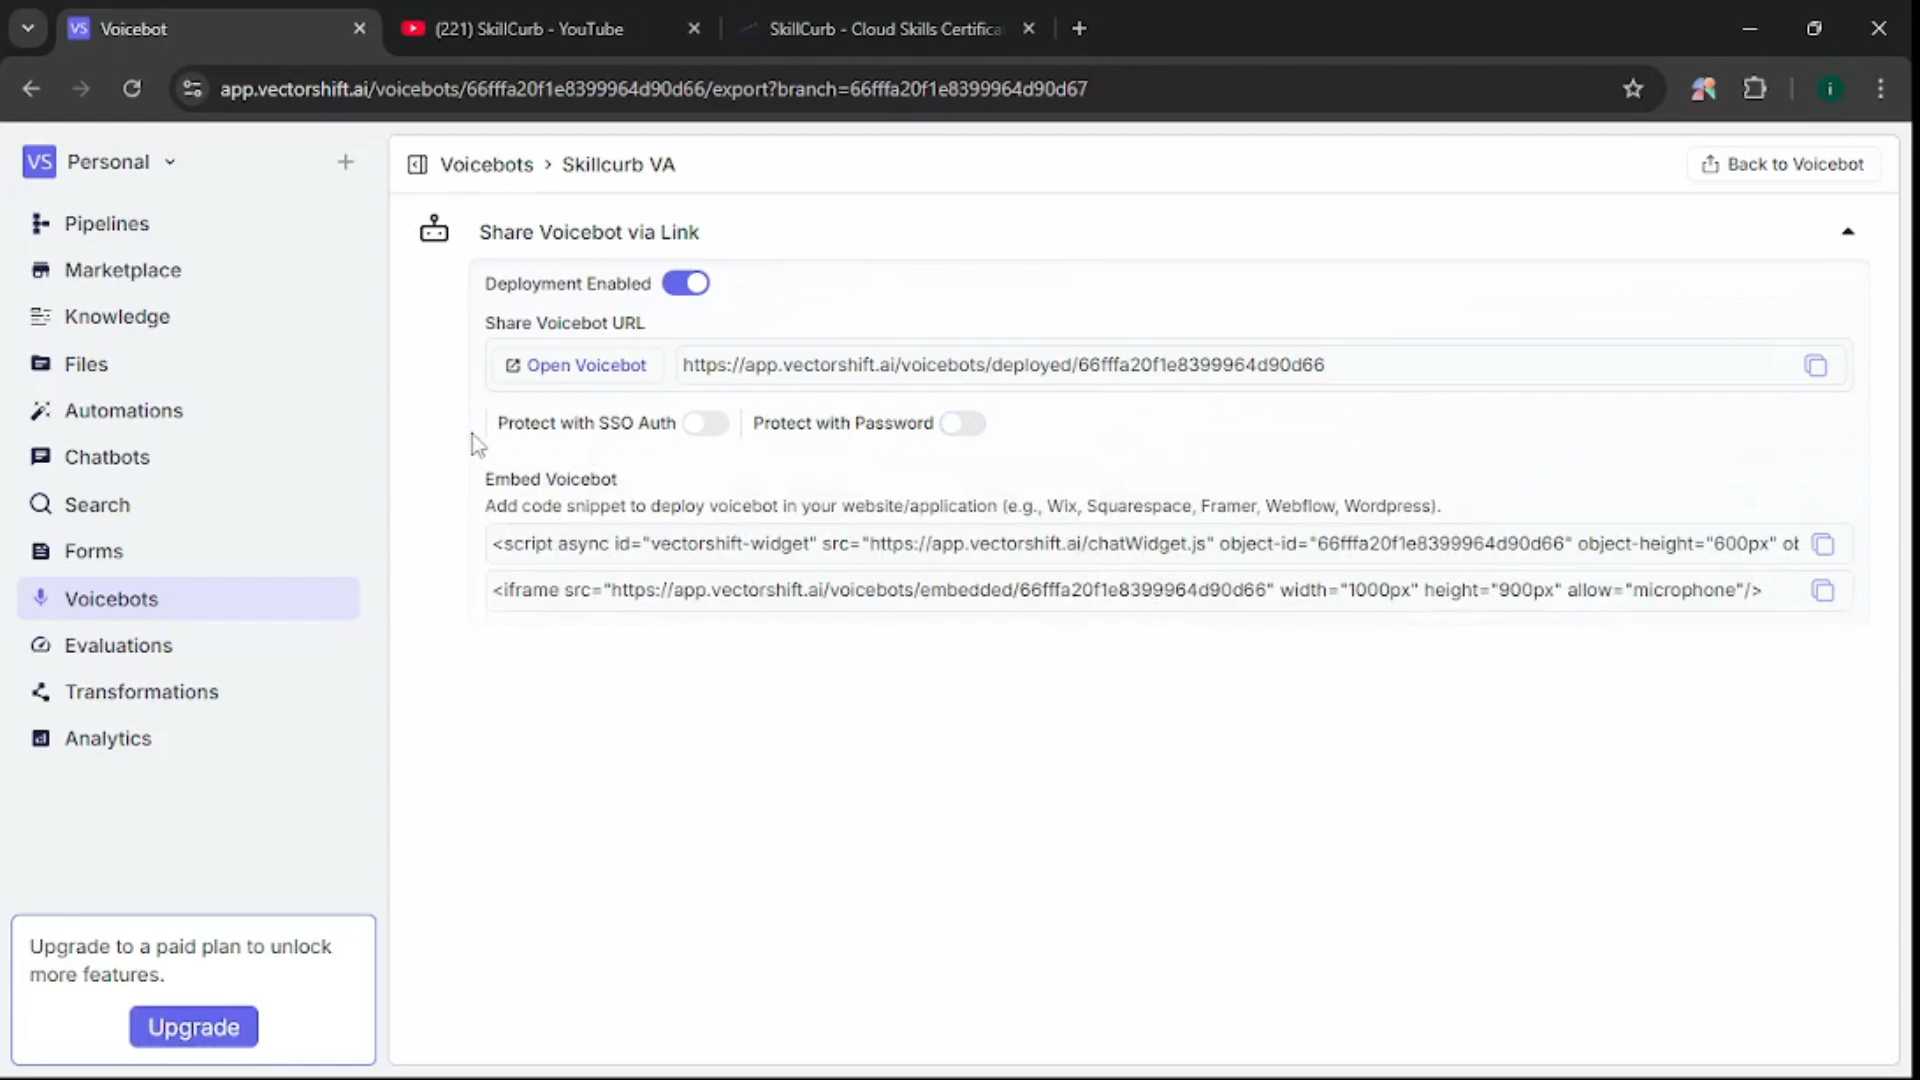 VS Voicebot
(221) SkillCurb - YouTube
SkillCurb - Cloud Skills Certifica
app.vectorshift.ai/voicebots/66fffa20f1e8399964d90d66/export?branch=66fffa20f1e8399964d90d67
i
VS Personal
Voicebots > Skillcurb VA
Back to Voicebot
Pipelines
Marketplace
Knowledge
Files
Automations
Chatbots
Search
Forms
Voicebots
Evaluations
Transformations
Analytics
Share Voicebot via Link
Deployment Enabled
Share Voicebot URL
Open Voicebot https://app.vectorshift.ai/voicebots/deployed/66fffa20f1e8399964d90d66
Protect with SSO Auth Protect with Password
Embed Voicebot
Add code snippet to deploy voicebot in your website/application (e.g., Wix, Squarespace, Framer, Webflow, Wordpress).
<script async id="vectorshift-widget" src="https://app.vectorshift.ai/chatWidget.js" object-id="66fffa20f1e8399964d90d66" object-height="600px" ot
<iframe src="https://app.vectorshift.ai/voicebots/embedded/66fffa20f1e8399964d90d66" width="1000px" height="900px" allow="microphone"/>
Upgrade to a paid plan to unlock
more features.
Upgrade